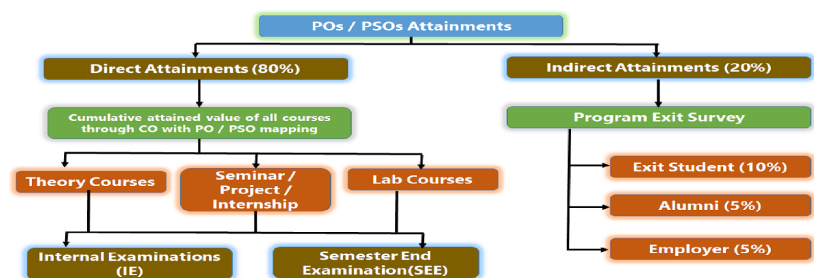 POs / PSOs Attainments
Direct Attainments (80%)
Indirect Attainments (20%)
Cumulative attained value of all courses
through CO with PO / PSO mapping
Program Exit Survey
Theory Courses
Seminar /
Project /
Internship
Lab Courses
Exit Student (10%)
Alumni (5%)
Employer (5%)
Internal Examinations
(IE)
Semester End
Examination(SEE)